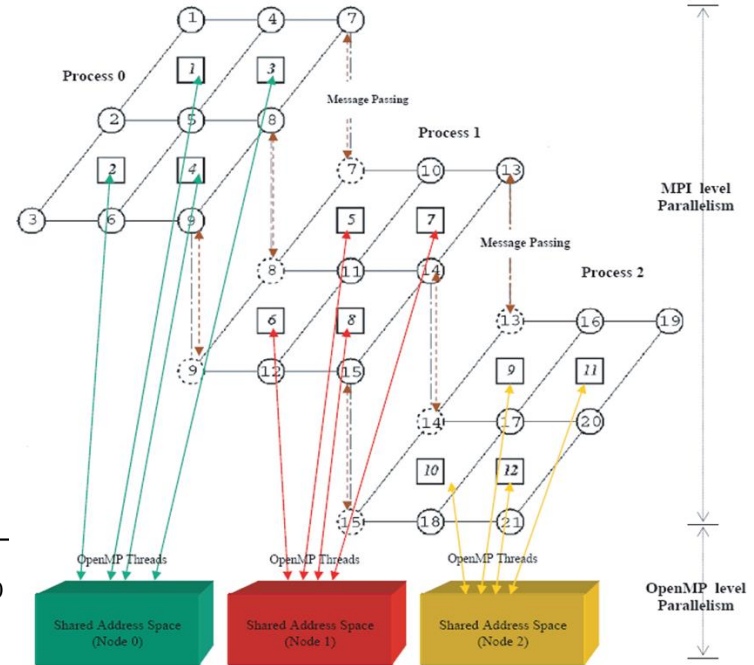 1 4 7
1 3
Process 0
Message Passing
2 5 8
Process 1
2 4
7 10 13
MPI level
Parallelism
3 6 9
5 7
Message Passing
8 11 14
Process 2
6 8
13 16 19
9 12 15
9 11
14 17 20
10 12
15 18 21
OpenMP Threads
OpenMP Threads
OpenMP Threads
)
OpenMP level
Parallelism
Shared Address Space
(Node 0)
Shared Address Space
(Node 1)
Shared Address Space
(Node 2)